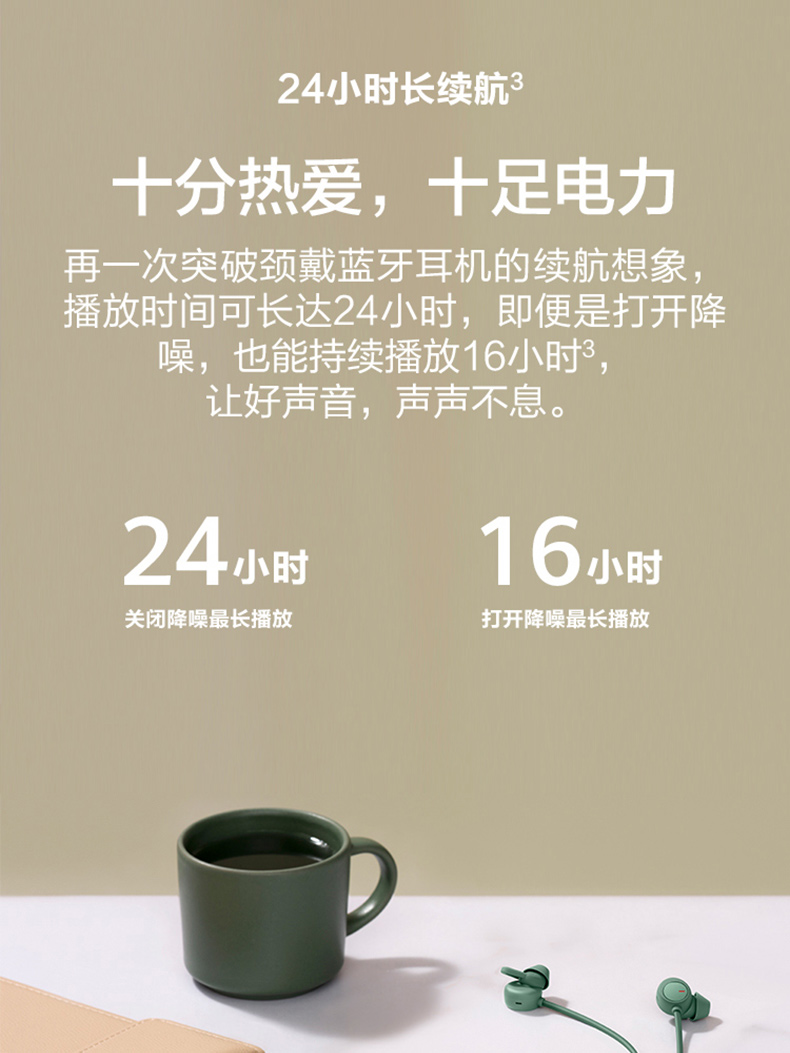 24小时长续航³
十分热爱，十足电力
再一次突破颈戴蓝牙耳机的续航想象，
播放时间可长达24小时，即便是打开降
噪，也能持续播放16小时³，
让好声音，声声不息。
24小时
16小时
关闭降噪最长播放
打开降噪最长播放